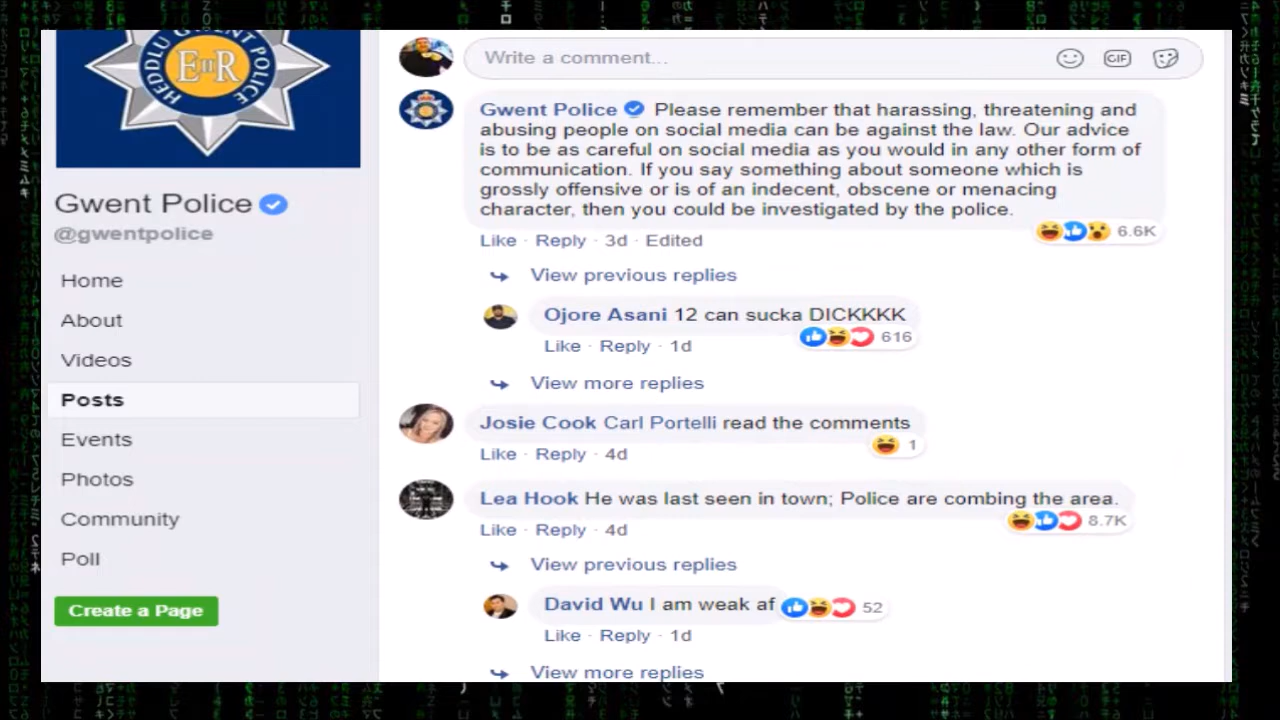 HEDDLU GWENT POLICE
EIIR
Gwent Police
@gwentpolice
Home
About
Videos
Posts
Events
Photos
Community
Poll
Create a Page
Write a comment...
GIF
Gwent Police Please remember that harassing, threatening and
abusing people on social media can be against the law. Our advice
is to be as careful on social media as you would in any other form of
communication. If you say something about someone which is
grossly offensive or is of an indecent, obscene or menacing
character, then you could be investigated by the police.
6.6K
Like · Reply · 3d · Edited
View previous replies
Ojore Asani 12 can sucka DICKKKK
616
Like · Reply · 1d
View more replies
Josie Cook Carl Portelli read the comments
1
Like · Reply · 4d
Lea Hook He was last seen in town; Police are combing the area.
8.7K
Like · Reply · 4d
View previous replies
David Wu I am weak af
52
Like · Reply · 1d
View more replies